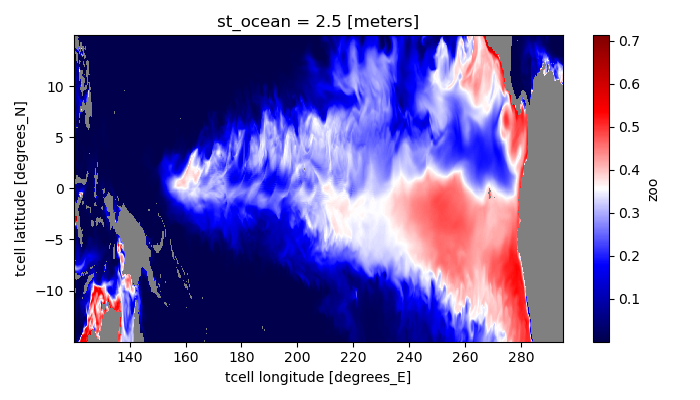 st_ocean = 2.5 [meters]
10
5
0
−5
−10
tcell latitude [degrees_N]
140 160 180 200 220 240 260 280
tcell longitude [degrees_E]
0.7
0.6
0.5
0.4
0.3
0.2
0.1
zoo